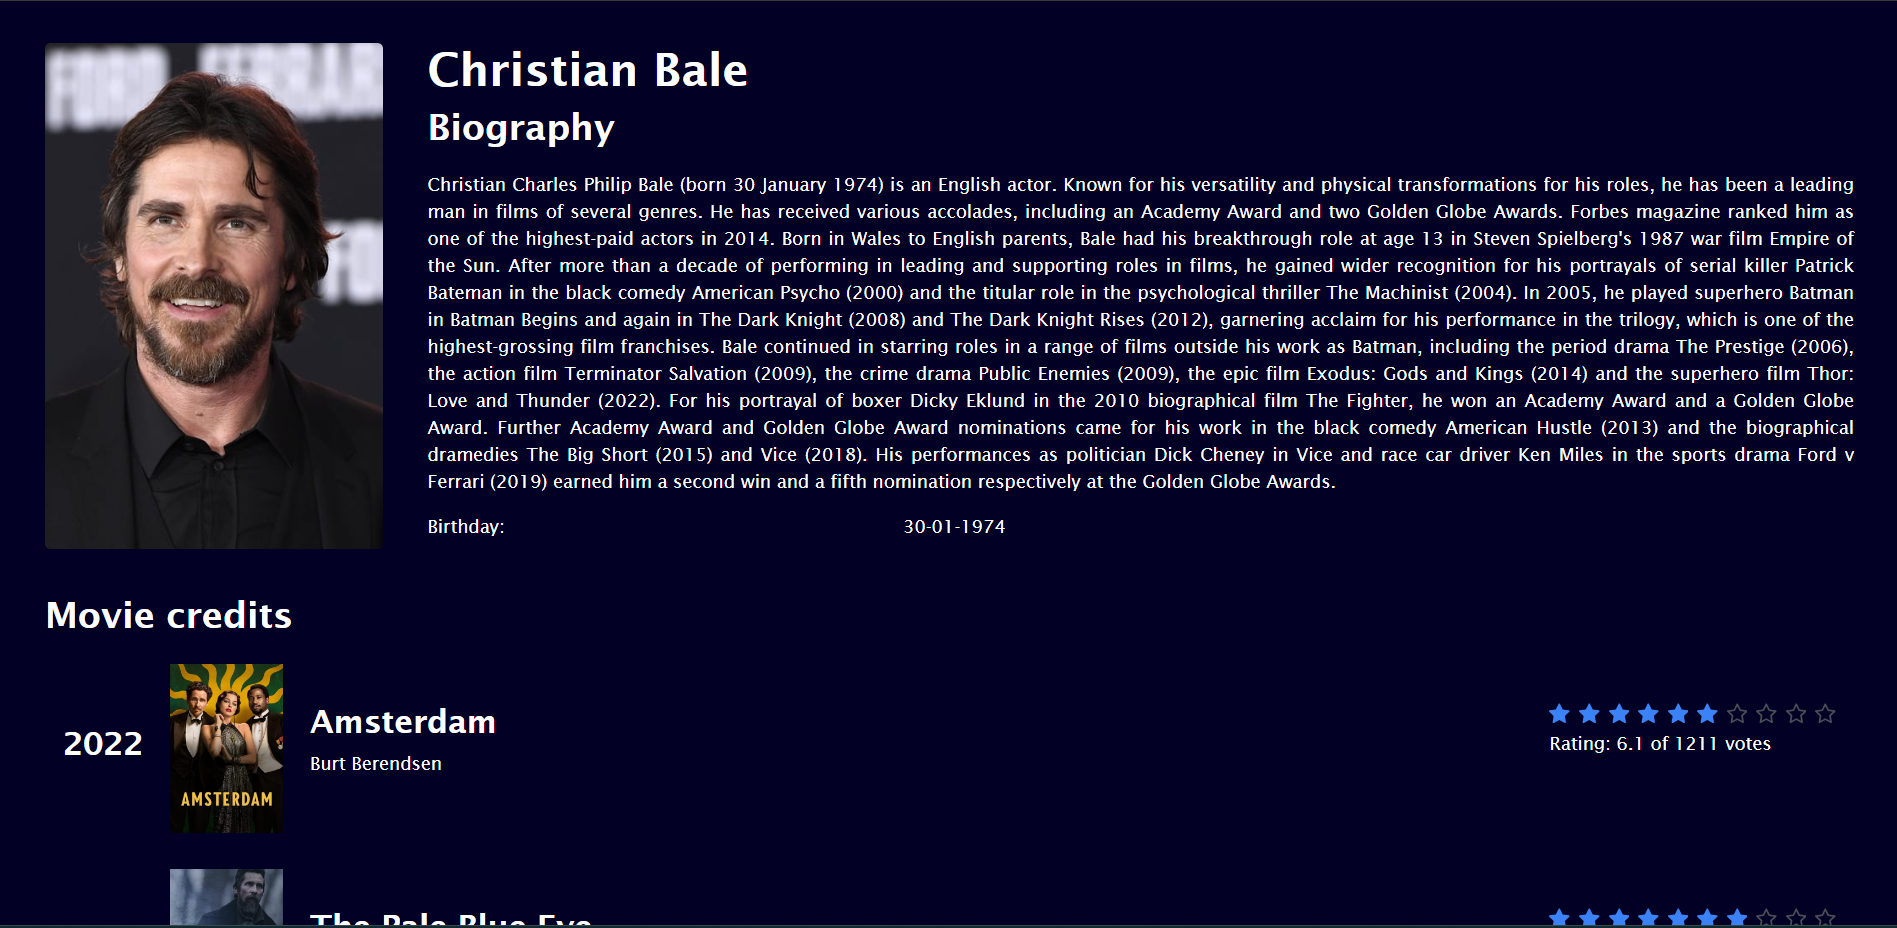 Christian Bale
Biography
Christian Charles Philip Bale (born 30 January 1974) is an English actor. Known for his versatility and physical transformations for his roles, he has been a leading
man in films of several genres. He has received various accolades, including an Academy Award and two Golden Globe Awards. Forbes magazine ranked him as
one of the highest-paid actors in 2014. Born in Wales to English parents, Bale had his breakthrough role at age 13 in Steven Spielberg's 1987 war film Empire of
the Sun. After more than a decade of performing in leading and supporting roles in films, he gained wider recognition for his portrayals of serial killer Patrick
Bateman in the black comedy American Psycho (2000) and the titular role in the psychological thriller The Machinist (2004). In 2005, he played superhero Batman
in Batman Begins and again in The Dark Knight (2008) and The Dark Knight Rises (2012), garnering acclaim for his performance in the trilogy, which is one of the
highest-grossing film franchises. Bale continued in starring roles in a range of films outside his work as Batman, including the period drama The Prestige (2006),
the action film Terminator Salvation (2009), the crime drama Public Enemies (2009), the epic film Exodus: Gods and Kings (2014) and the superhero film Thor:
Love and Thunder (2022). For his portrayal of boxer Dicky Eklund in the 2010 biographical film The Fighter, he won an Academy Award and a Golden Globe
Award. Further Academy Award and Golden Globe Award nominations came for his work in the black comedy American Hustle (2013) and the biographical
dramedies The Big Short (2015) and Vice (2018). His performances as politician Dick Cheney in Vice and race car driver Ken Miles in the sports drama Ford v
Ferrari (2019) earned him a second win and a fifth nomination respectively at the Golden Globe Awards.
Birthday: 30-01-1974
Movie credits
2022
AMSTERDAM
Amsterdam
Burt Berendsen
Rating: 6.1 of 1211 votes
The Pale Blue Eye
FORD FERRARI
FO